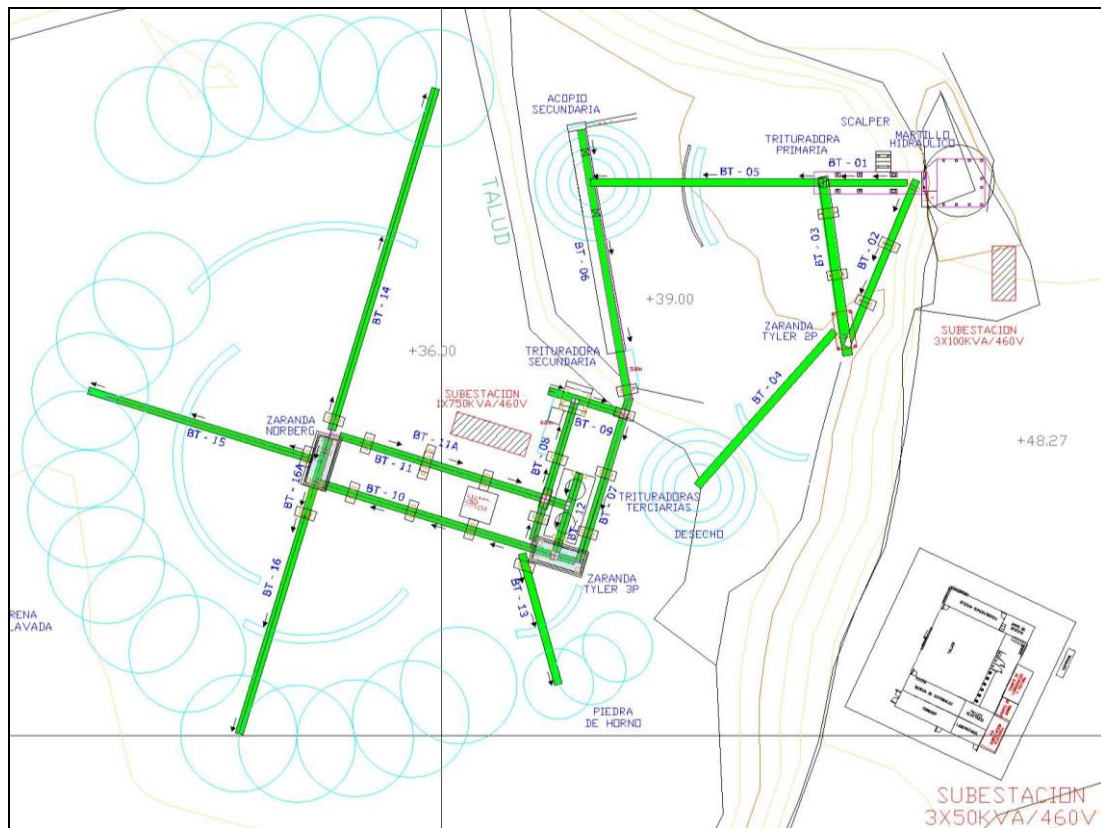 ACOPIO
SECUNDARIA
SCALPER
TRITURADORA
PRIMARIA
MARTILLO
HIDRAULICO
BT - 05
BT - 01
BT - 02
BT - 03
TALUD
BT - 06
BT - 14
+39.00
+36.00
ZARANDA
TYLER 2P
SUBESTACION
3X100KVA/460V
TRITURADORA
SECUNDARIA
SUBESTACION
1X750KVA/460V
BT - 04
ZARANDA
NORBERG
BT - 15
BT - 11A
BT - 11
BT - 08
BT - 09
+48.27
BT - 16A
BT - 10
BT - 07
BT - 12
TRITURADORAS
TERCIARIAS
DESECHO
BT - 16
BT - 13
ZARANDA
TYLER 3P
RENA
LAVADA
PIEDRA
DE HORNO
SUBESTACION
3X50KVA/460V